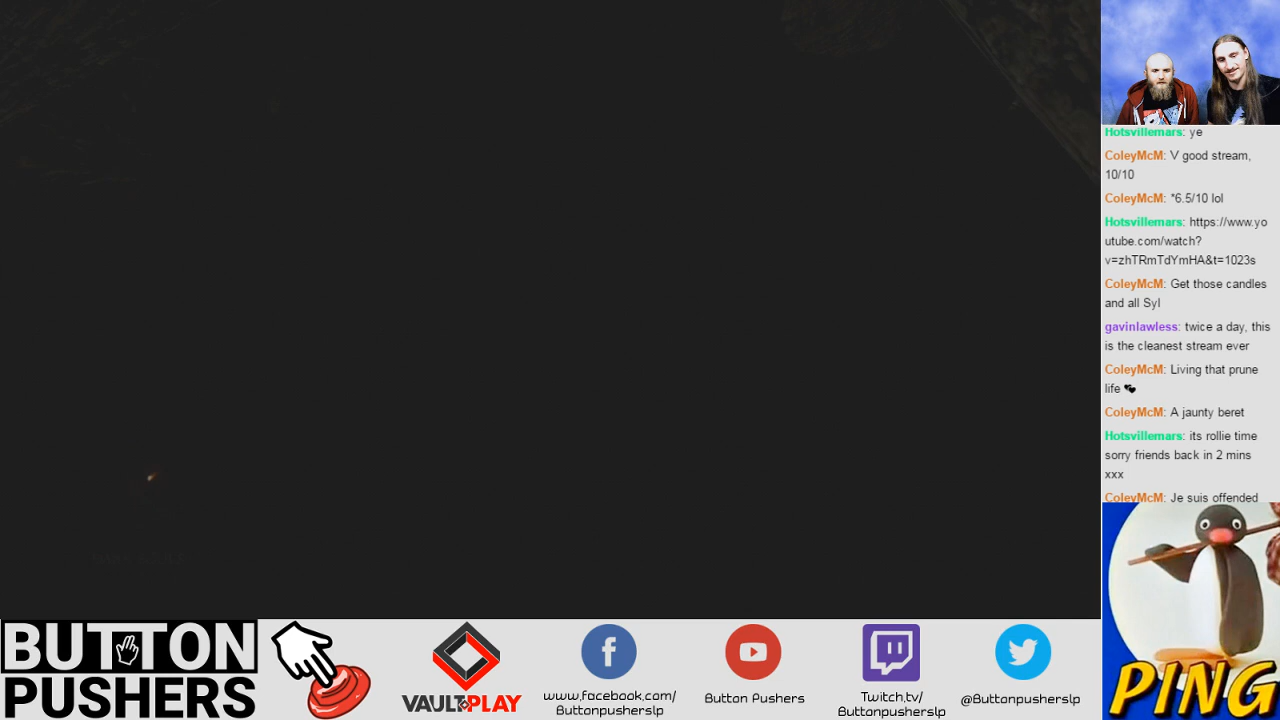 Hotsvillemars: ye
ColeyMcM: V good stream,
10/10
ColeyMcM: *6.5/10 lol
Hotsvillemars: https://www.yo
utube.com/watch?
v=zhTRmTdYmHA&t=1023s
ColeyMcM: Get those candles
and all Syl
gavinlawless: twice a day, this
is the cleanest stream ever
ColeyMcM: Living that prune
life
ColeyMcM: A jaunty beret
Hotsvillemars: its rollie time
sorry friends back in 2 mins
xxx
ColeyMcM: Je suis offended
PING
BUTTON
PUSHERS
VAULTPLAY
www.facebook.com/
Buttonpusherslp
Button Pushers
Twitch.tv/
Buttonpusherslp
@Buttonpusherslp